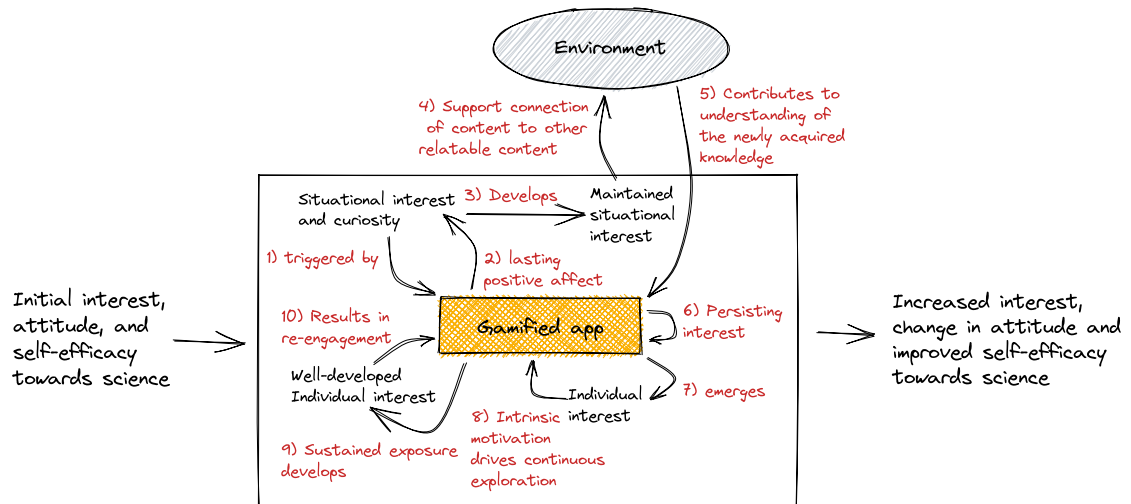 Environment
4) Support connection
of content to other
relatable content
5) Contributes to
understanding of
the newly acquired
knowledge
Situational interest
and curiosity
3) Develops
Maintained
situational
interest
1) triggered by
2) lasting
positive affect
Initial interest,
attitude, and
self-efficacy
towards science
10) Results in
re-engagement
Gamified app
6) Persisting
interest
Increased interest,
change in attitude and
improved self-efficacy
towards science
Well-developed
Individual interest
Individual
interest
7) emerges
8) Intrinsic
motivation
drives continuous
exploration
9) Sustained exposure
develops